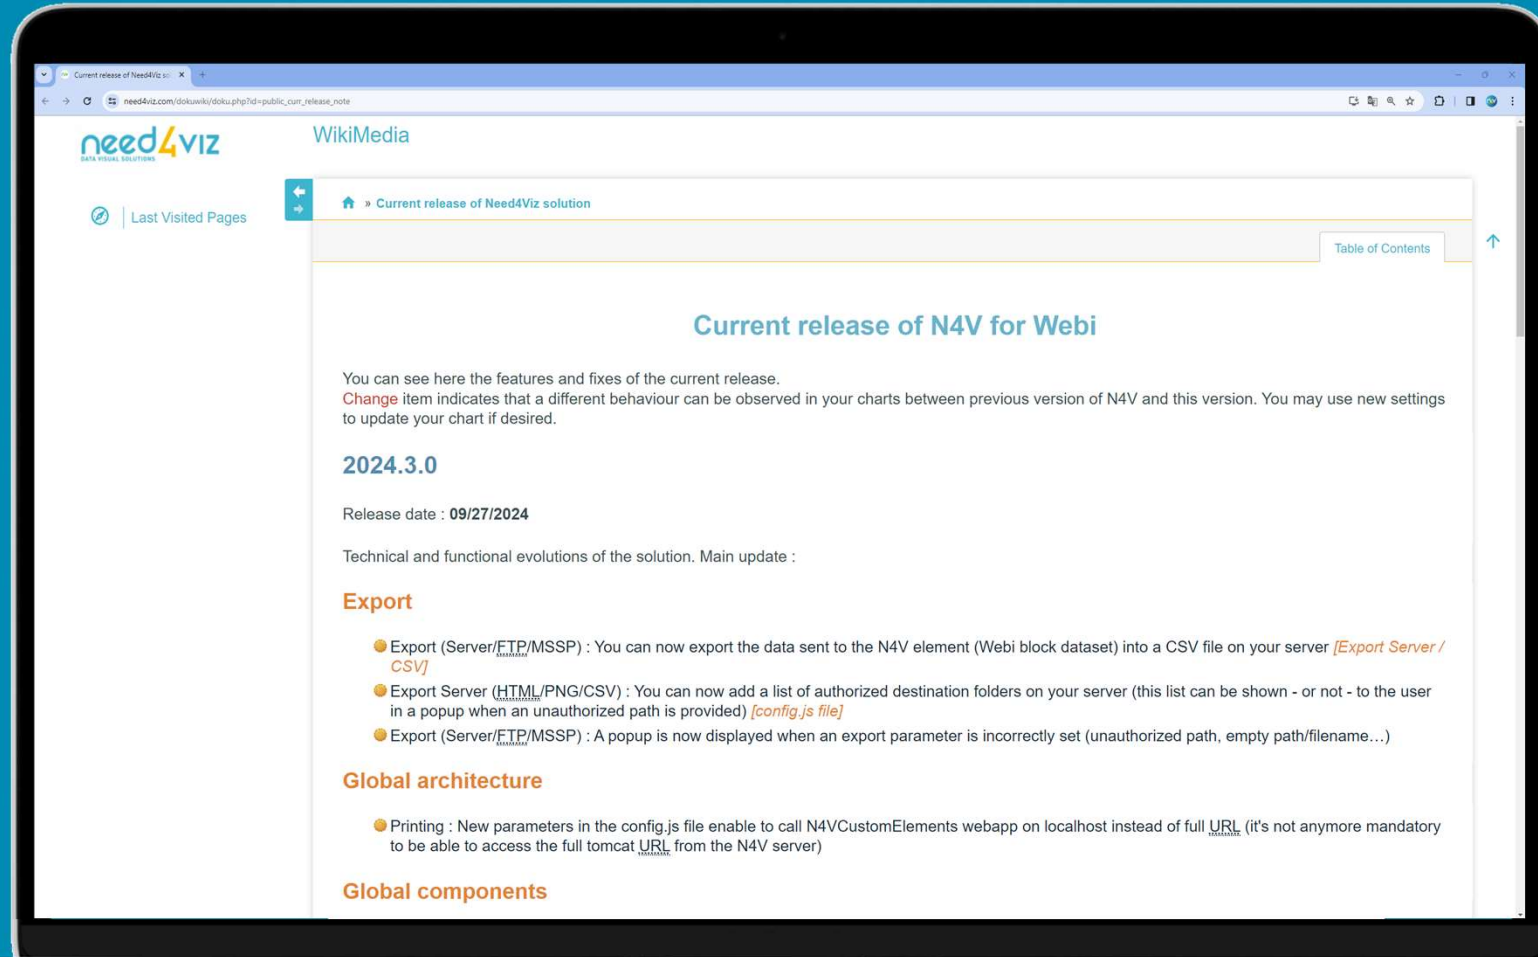 Current release of Need4Viz so
need4viz.com/dokuwiki/doku.php?id=public_curr_release_note
need4viz
DATA VISUAL SOLUTIONS
WikiMedia
Last Visited Pages
» Current release of Need4Viz solution
Table of Contents
Current release of N4V for Webi
You can see here the features and fixes of the current release.
Change item indicates that a different behaviour can be observed in your charts between previous version of N4V and this version. You may use new settings
to update your chart if desired.
2024.3.0
Release date : 09/27/2024
Technical and functional evolutions of the solution. Main update :
Export
Export (Server/FTP/MSSP) : You can now export the data sent to the N4V element (Webi block dataset) into a CSV file on your server [Export Server /
CSV]
Export Server (HTML/PNG/CSV) : You can now add a list of authorized destination folders on your server (this list can be shown - or not - to the user
in a popup when an unauthorized path is provided) [config.js file]
Export (Server/FTP/MSSP) : A popup is now displayed when an export parameter is incorrectly set (unauthorized path, empty path/filename…)
Global architecture
Printing : New parameters in the config.js file enable to call N4VCustomElements webapp on localhost instead of full URL (it's not anymore mandatory
to be able to access the full tomcat URL from the N4V server)
Global components